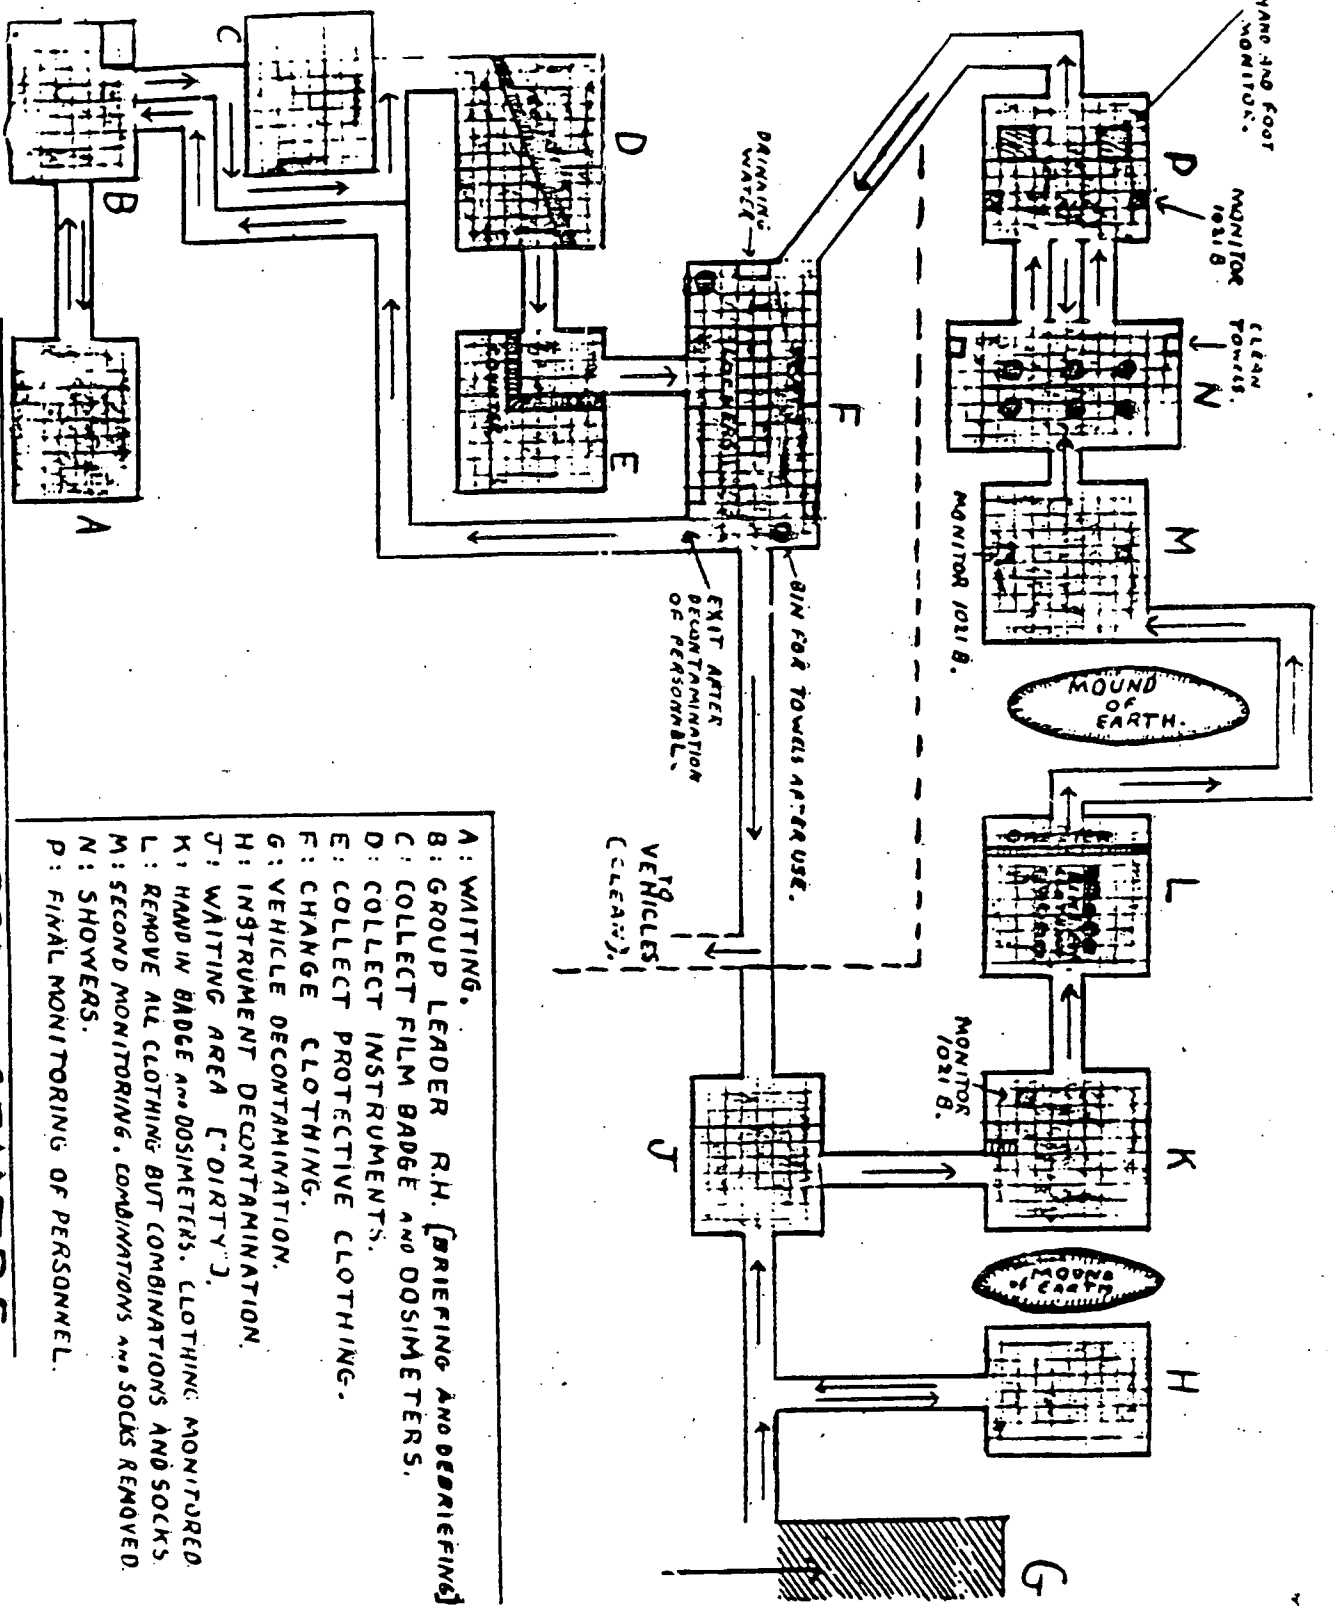 HAND AND FOOT
MONITOR.
P
MONITOR
1021 B
CLEAN
TOWELS.
N
M
MONITOR 1021 B.
MOUND
OF
EARTH.
L
K
MONITOR
1021 B.
MOUND
OF EARTH
H
G
J
DRINKING
WATER
F
LOCKERS
BIN FOR TOWELS AFTER USE.
EXIT AFTER
DECONTAMINATION
OF PERSONNEL.
TO
VEHICLES
(CLEAN).
D
COUNTER
E
C
B
A
A: WAITING.
B: GROUP LEADER R.H. [BRIEFING AND DEBRIEFING]
C: COLLECT FILM BADGE AND DOSIMETERS.
D: COLLECT INSTRUMENTS.
E: COLLECT PROTECTIVE CLOTHING.
F: CHANGE CLOTHING.
G: VEHICLE DECONTAMINATION.
H: INSTRUMENT DECONTAMINATION.
J: WAITING AREA ["DIRTY"].
K: HAND IN BADGE AND DOSIMETERS. CLOTHING MONITORED
L: REMOVE ALL CLOTHING BUT COMBINATIONS AND SOCKS.
M: SECOND MONITORING. COMBINATIONS AND SOCKS REMOVED.
N: SHOWERS.
P: FINAL MONITORING OF PERSONNEL.